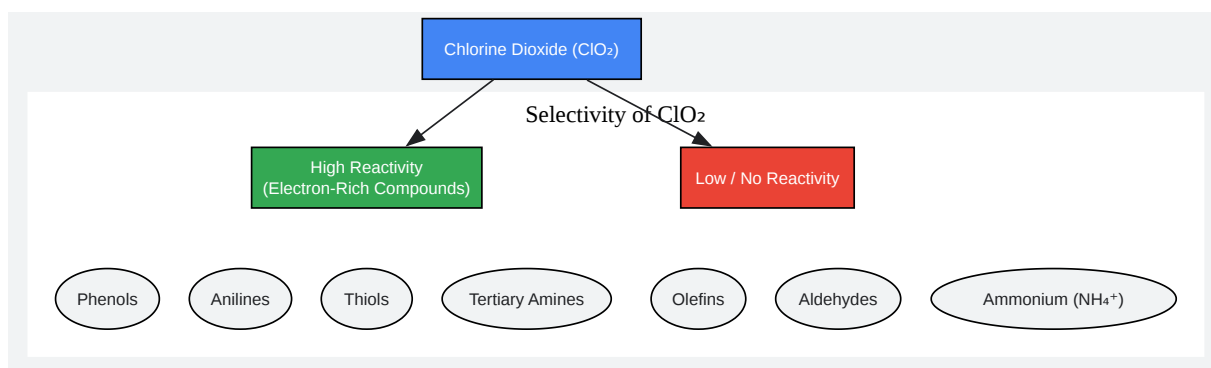 Chlorine Dioxide (ClO₂)
Selectivity of ClO₂
High Reactivity
(Electron-Rich Compounds)
Low / No Reactivity
Phenols
Anilines
Thiols
Tertiary Amines
Olefins
Aldehydes
Ammonium (NH₄⁺)